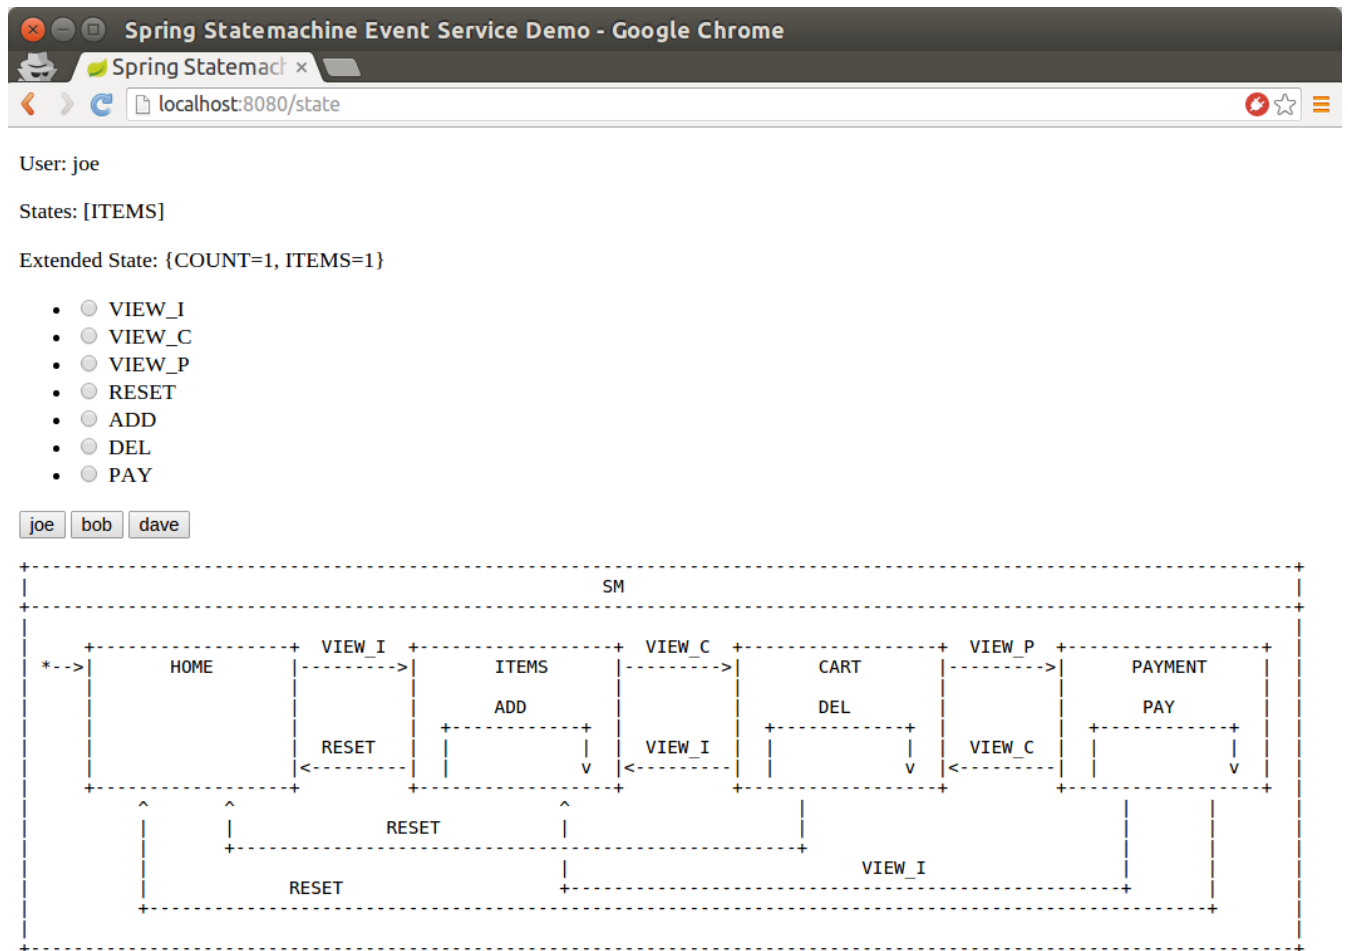 Spring Statemachine Event Service Demo - Google Chrome
Spring Statemach
localhost:8080/state
User: joe
States: [ITEMS]
Extended State: {COUNT=1, ITEMS=1}
VIEW_I
VIEW_C
VIEW_P
RESET
ADD
DEL
PAY
joe bob dave
SM
VIEW_I VIEW_C VIEW_P
HOME ITEMS CART PAYMENT
ADD DEL PAY
RESET VIEW_I VIEW_C
RESET
VIEW_I
RESET